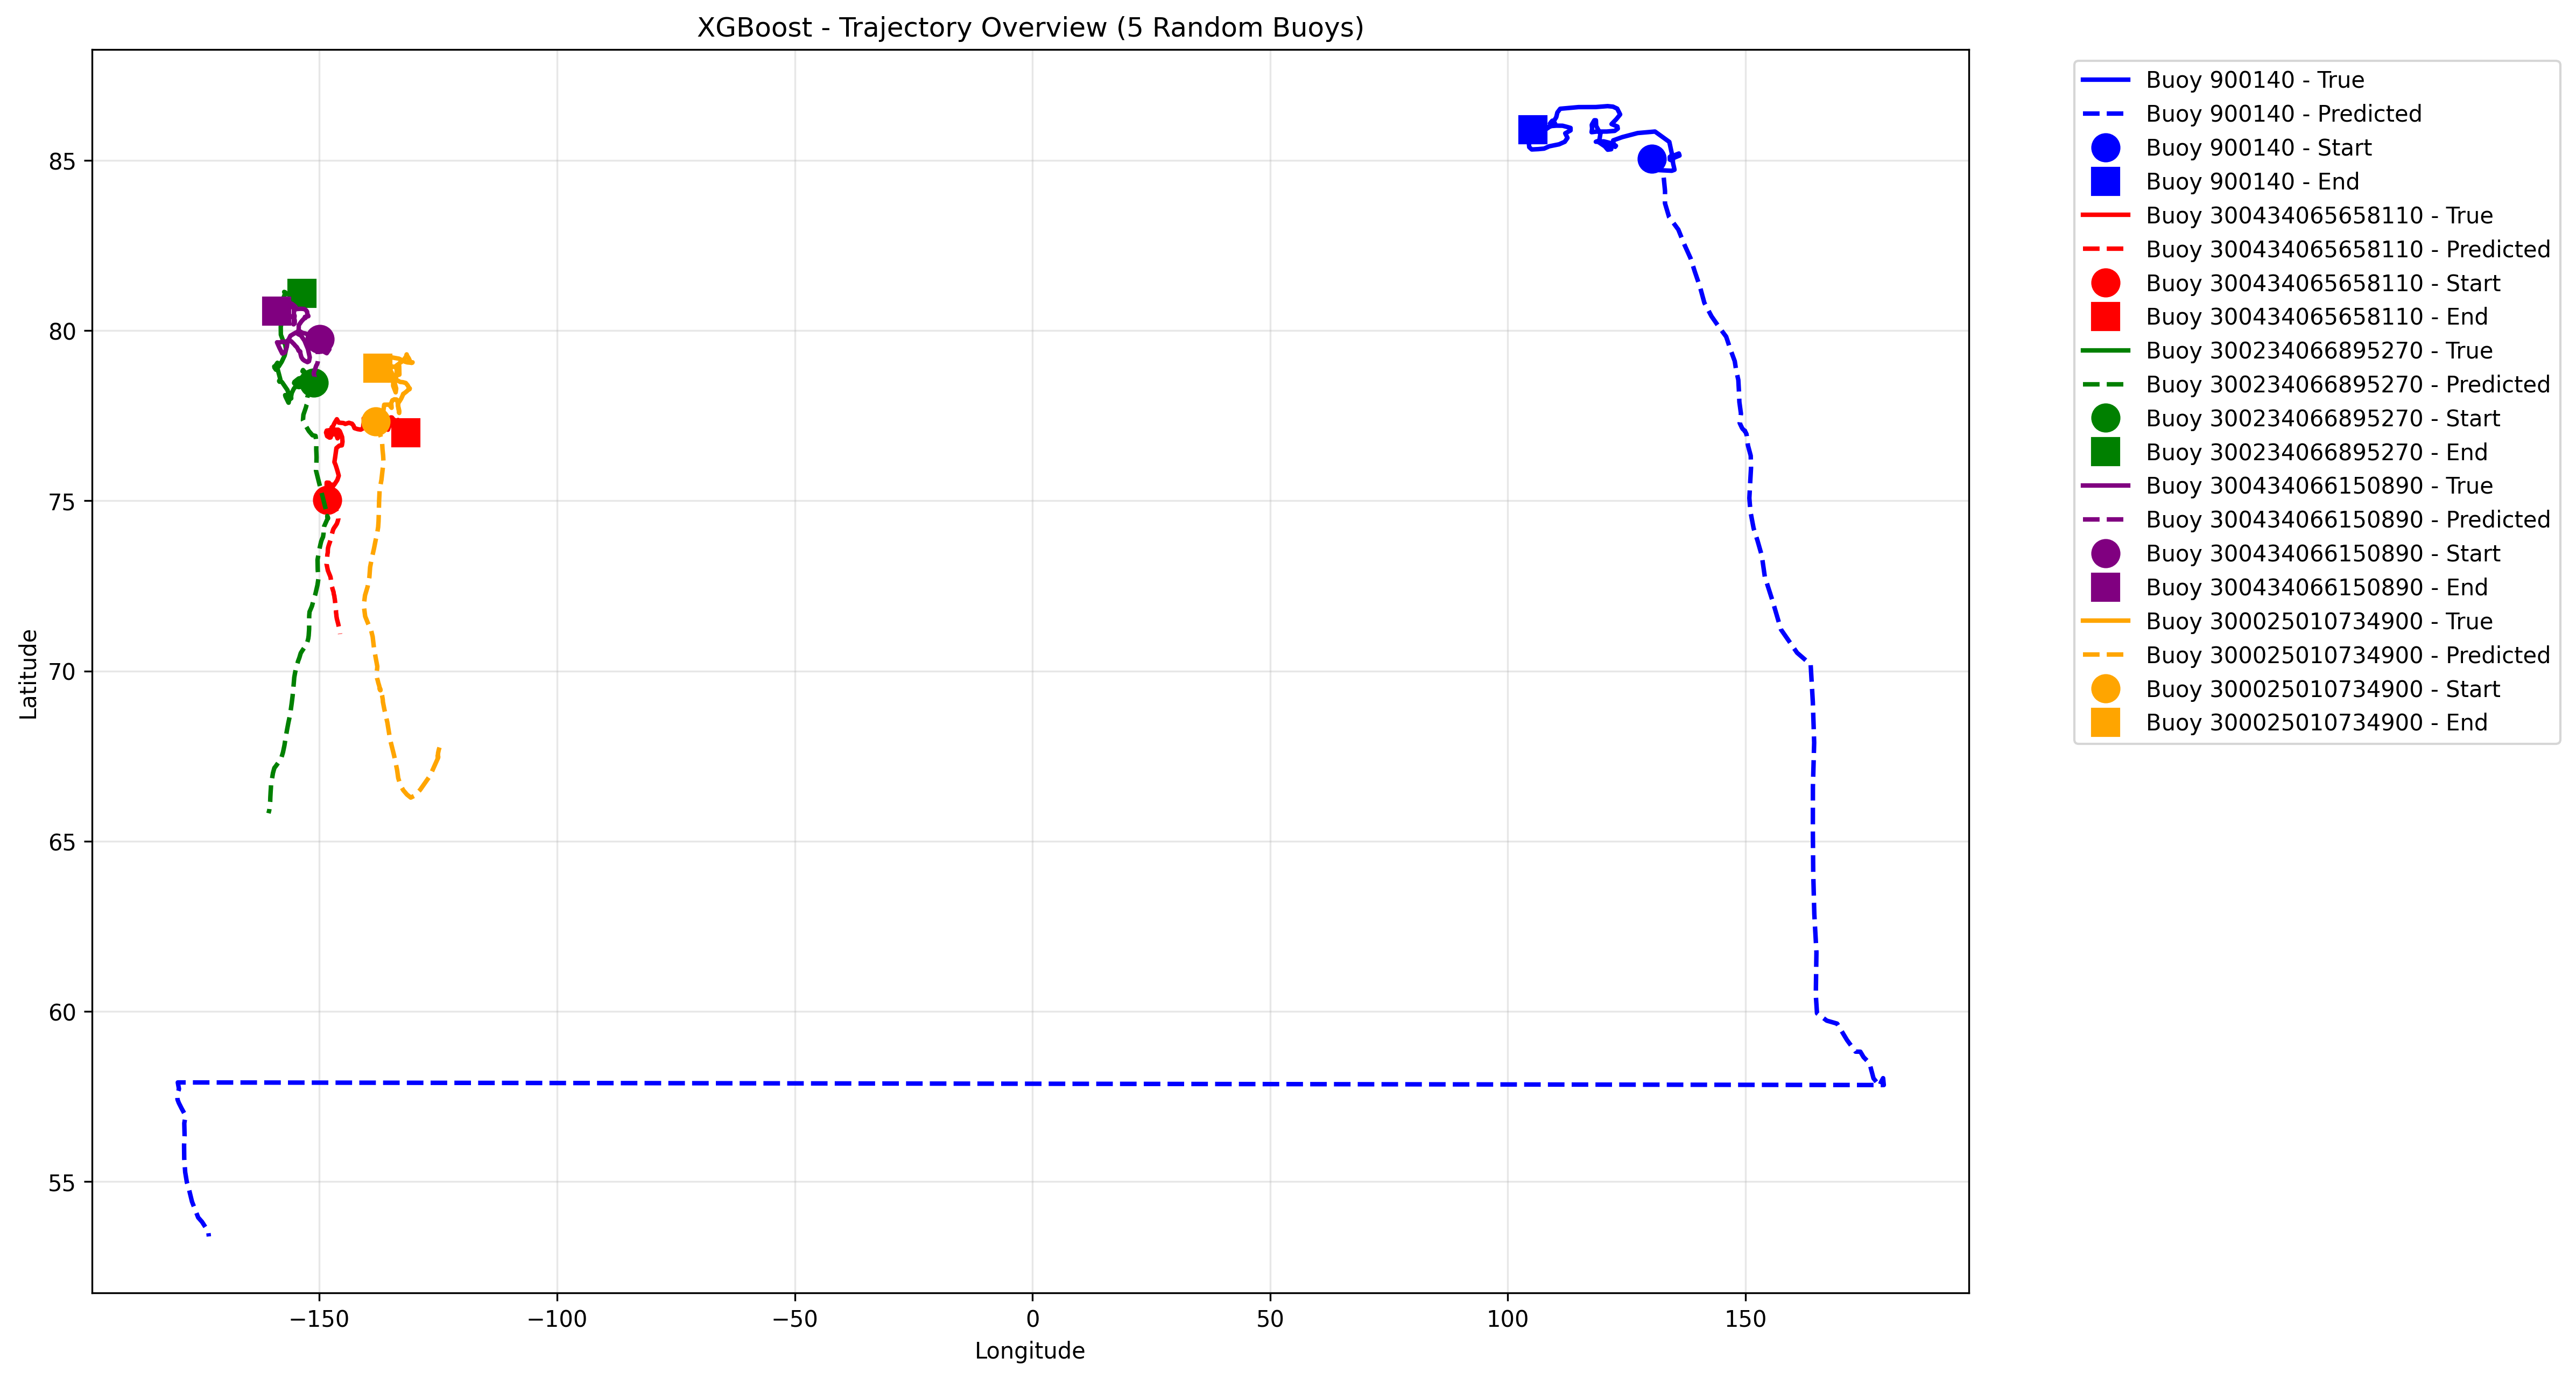 XGBoost - Trajectory Overview (5 Random Buoys)
Latitude
85
80
75
70
65
60
55
−150
−100
−50
0
50
100
150
Longitude
Buoy 900140 - True
Buoy 900140 - Predicted
Buoy 900140 - Start
Buoy 900140 - End
Buoy 300434065658110 - True
Buoy 300434065658110 - Predicted
Buoy 300434065658110 - Start
Buoy 300434065658110 - End
Buoy 300234066895270 - True
Buoy 300234066895270 - Predicted
Buoy 300234066895270 - Start
Buoy 300234066895270 - End
Buoy 300434066150890 - True
Buoy 300434066150890 - Predicted
Buoy 300434066150890 - Start
Buoy 300434066150890 - End
Buoy 300025010734900 - True
Buoy 300025010734900 - Predicted
Buoy 300025010734900 - Start
Buoy 300025010734900 - End